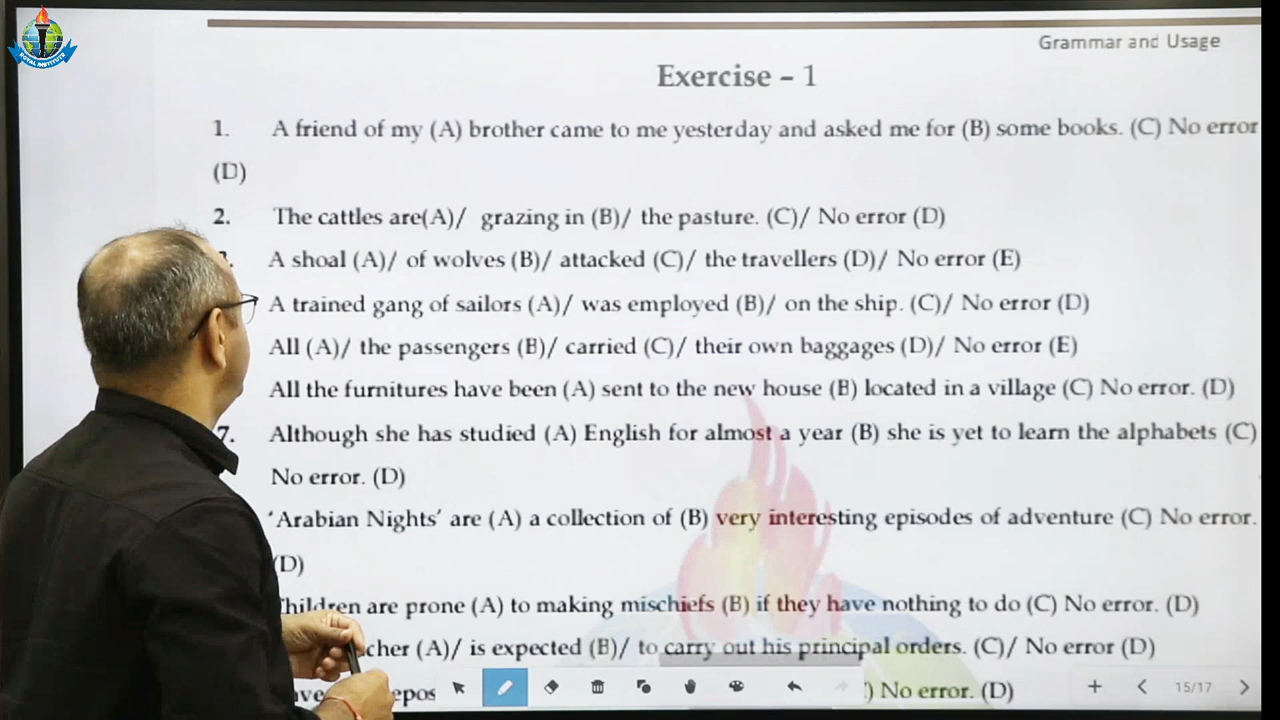 ROYAL INSTITUTE
Grammar and Usage
Exercise – 1
1. A friend of my (A) brother came to me yesterday and asked me for (B) some books. (C) No error
(D)
2. The cattles are(A)/ grazing in (B)/ the pasture. (C)/ No error (D)
A shoal (A)/ of wolves (B)/ attacked (C)/ the travellers (D)/ No error (E)
A trained gang of sailors (A)/ was employed (B)/ on the ship. (C)/ No error (D)
All (A)/ the passengers (B)/ carried (C)/ their own baggages (D)/ No error (E)
All the furnitures have been (A) sent to the new house (B) located in a village (C) No error. (D)
7. Although she has studied (A) English for almost a year (B) she is yet to learn the alphabets (C)
No error. (D)
'Arabian Nights' are (A) a collection of (B) very interesting episodes of adventure (C) No error.
(D)
Children are prone (A) to making mischiefs (B) if they have nothing to do (C) No error. (D)
cher (A)/ is expected (B)/ to carry out his principal orders. (C)/ No error (D)
) No error. (D)
15/17